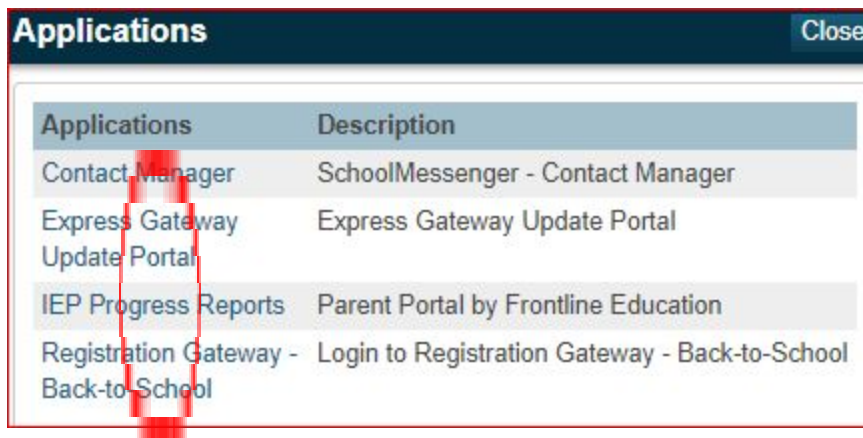 Applications Close
Applications Description
Contact Manager SchoolMessenger - Contact Manager
Express Gateway Express Gateway Update Portal
Update Portal
IEP Progress Reports Parent Portal by Frontline Education
Registration Gateway - Login to Registration Gateway - Back-to-School
Back-to-School